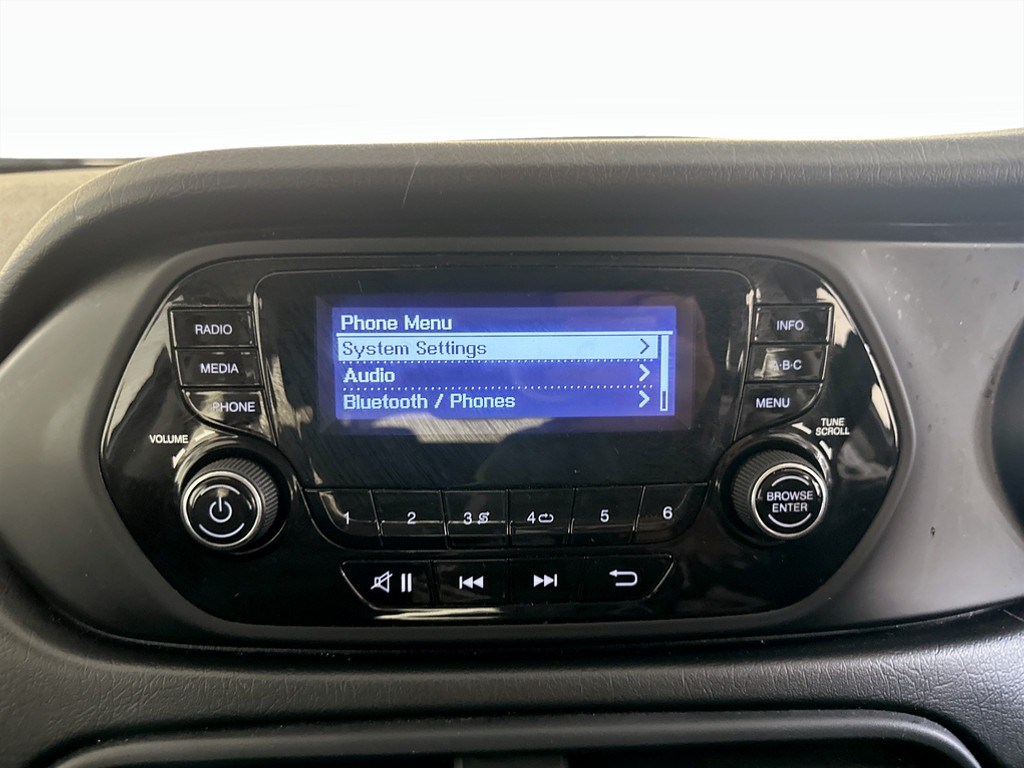 RADIO
MEDIA
PHONE
VOLUME
Phone Menu
System Settings >
Audio >
Bluetooth / Phones >
INFO
A·B·C
MENU
TUNE
SCROLL
BROWSE
ENTER
1 2 3 4 5 6